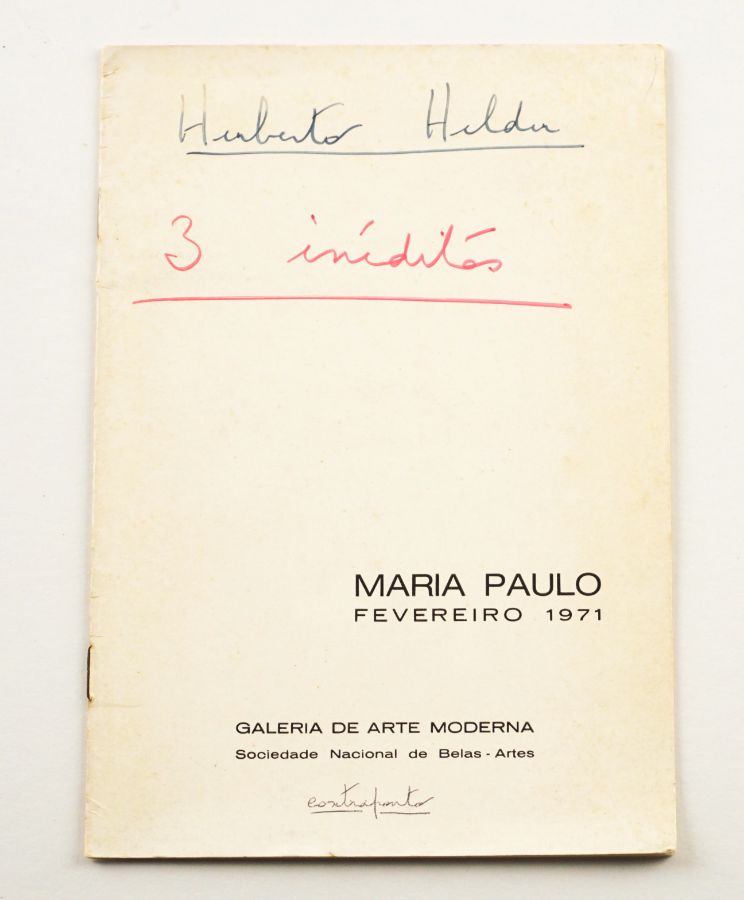 Herberto Helder
3 inéditos
MARIA PAULO
FEVEREIRO 1971
GALERIA DE ARTE MODERNA
Sociedade Nacional de Belas-Artes
contraponto